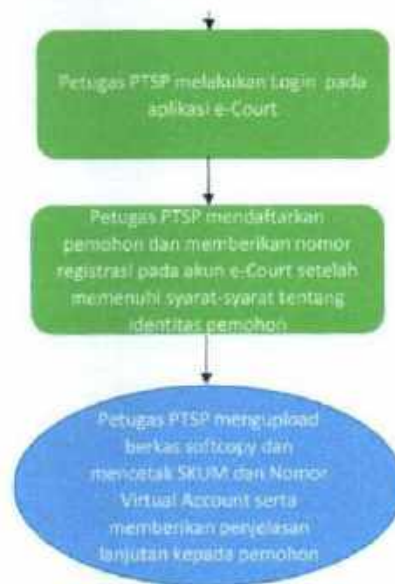 Petugas PTSP melakukan Login pada
aplikasi e-Court
Petugas PTSP mendaftarkan
pemohon dan memberikan nomor
registrasi pada akun e-Court setelah
memenuhi syarat-syarat tentang
identitas pemohon
Petugas PTSP mengupload
berkas softcopy dan
mencetak SKUM dan Nomor
Virtual Account serta
memberikan penjelasan
lanjutan kepada pemohon